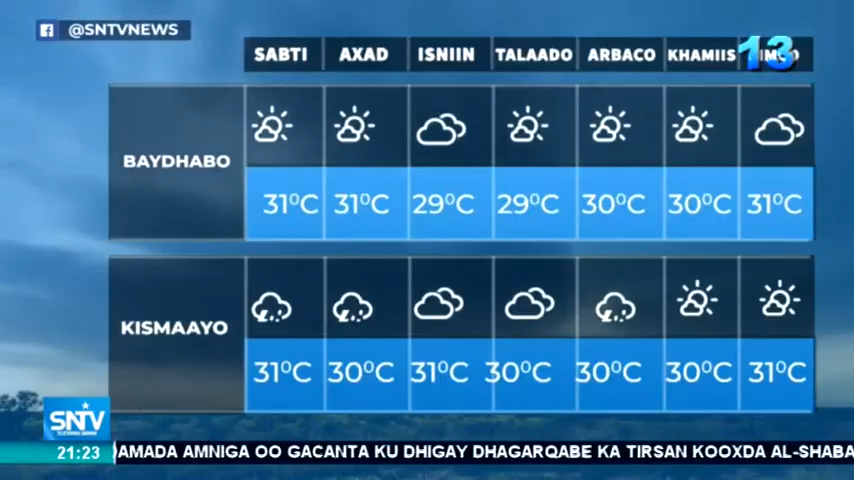 @SNTVNEWS
13
SABTI AXAD ISNIIN TALAADO ARBACO KHAMIIS
BAYDHABO
31°C 31°C 29°C 29°C 30°C 30°C 31°C
KISMAAYO
31°C 30°C 31°C 30°C 30°C 30°C 31°C
SNTV
21:23
AMADA AMNIGA OO GACANTA KU DHIGAY DHAGARQABE KA TIRSAN KOOXDA AL-SHABA